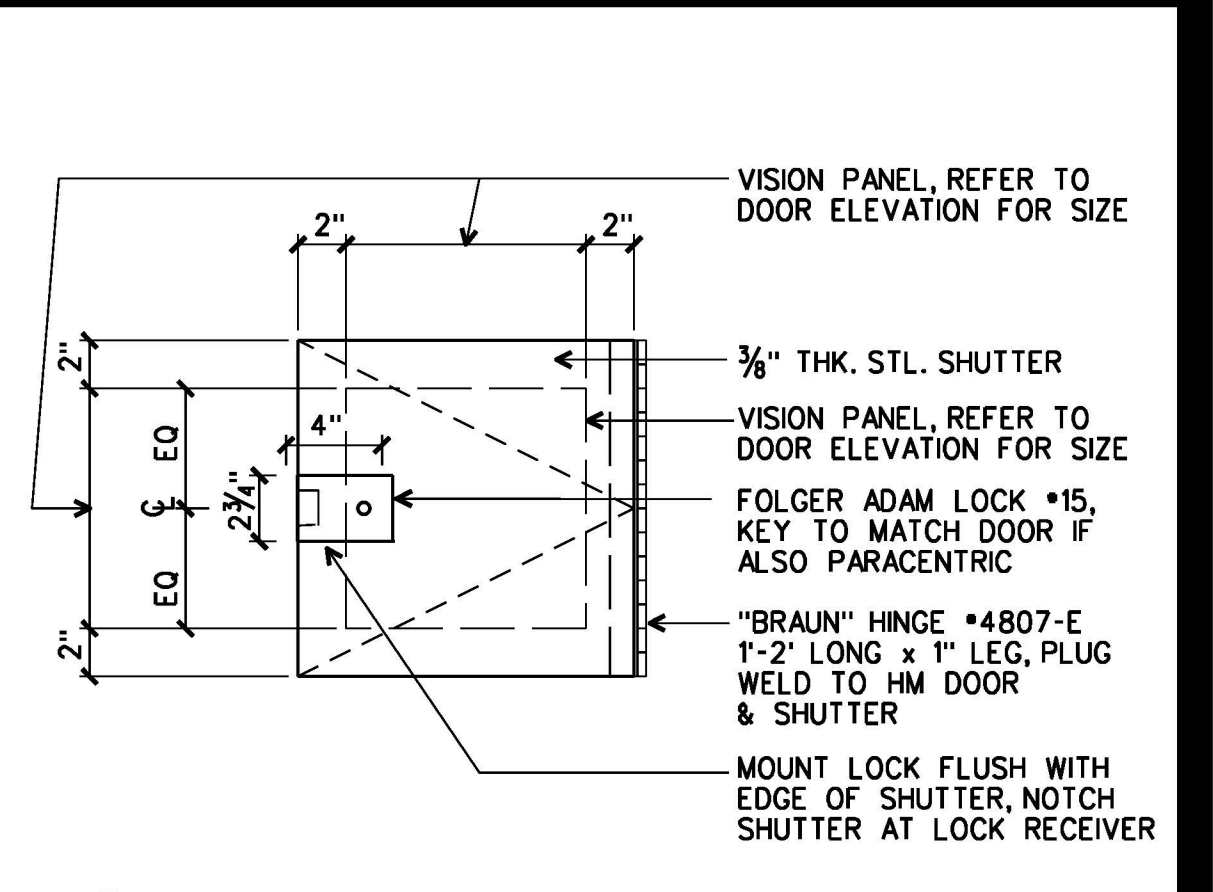 VISION PANEL, REFER TO
DOOR ELEVATION FOR SIZE
2"
2"
2"
3/8" THK. STL. SHUTTER
VISION PANEL, REFER TO
DOOR ELEVATION FOR SIZE
4"
EQ
2 3/4"
CL
FOLGER ADAM LOCK •15,
KEY TO MATCH DOOR IF
ALSO PARACENTRIC
EQ
2"
"BRAUN" HINGE •4807-E
1'-2' LONG x 1" LEG, PLUG
WELD TO HM DOOR
& SHUTTER
MOUNT LOCK FLUSH WITH
EDGE OF SHUTTER, NOTCH
SHUTTER AT LOCK RECEIVER